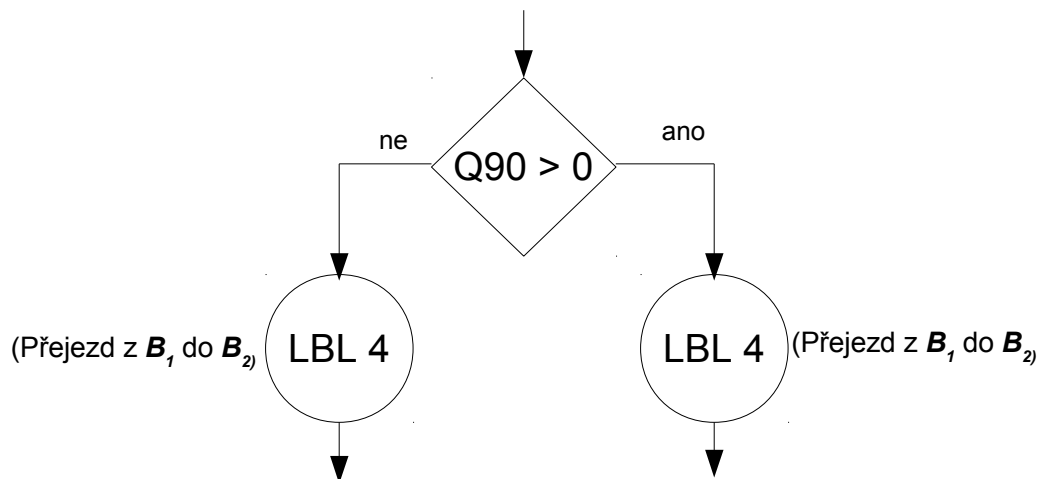 ne
ano
Q90 > 0
(Přejezd z B1 do B2)
LBL 4
LBL 4
(Přejezd z B1 do B2)